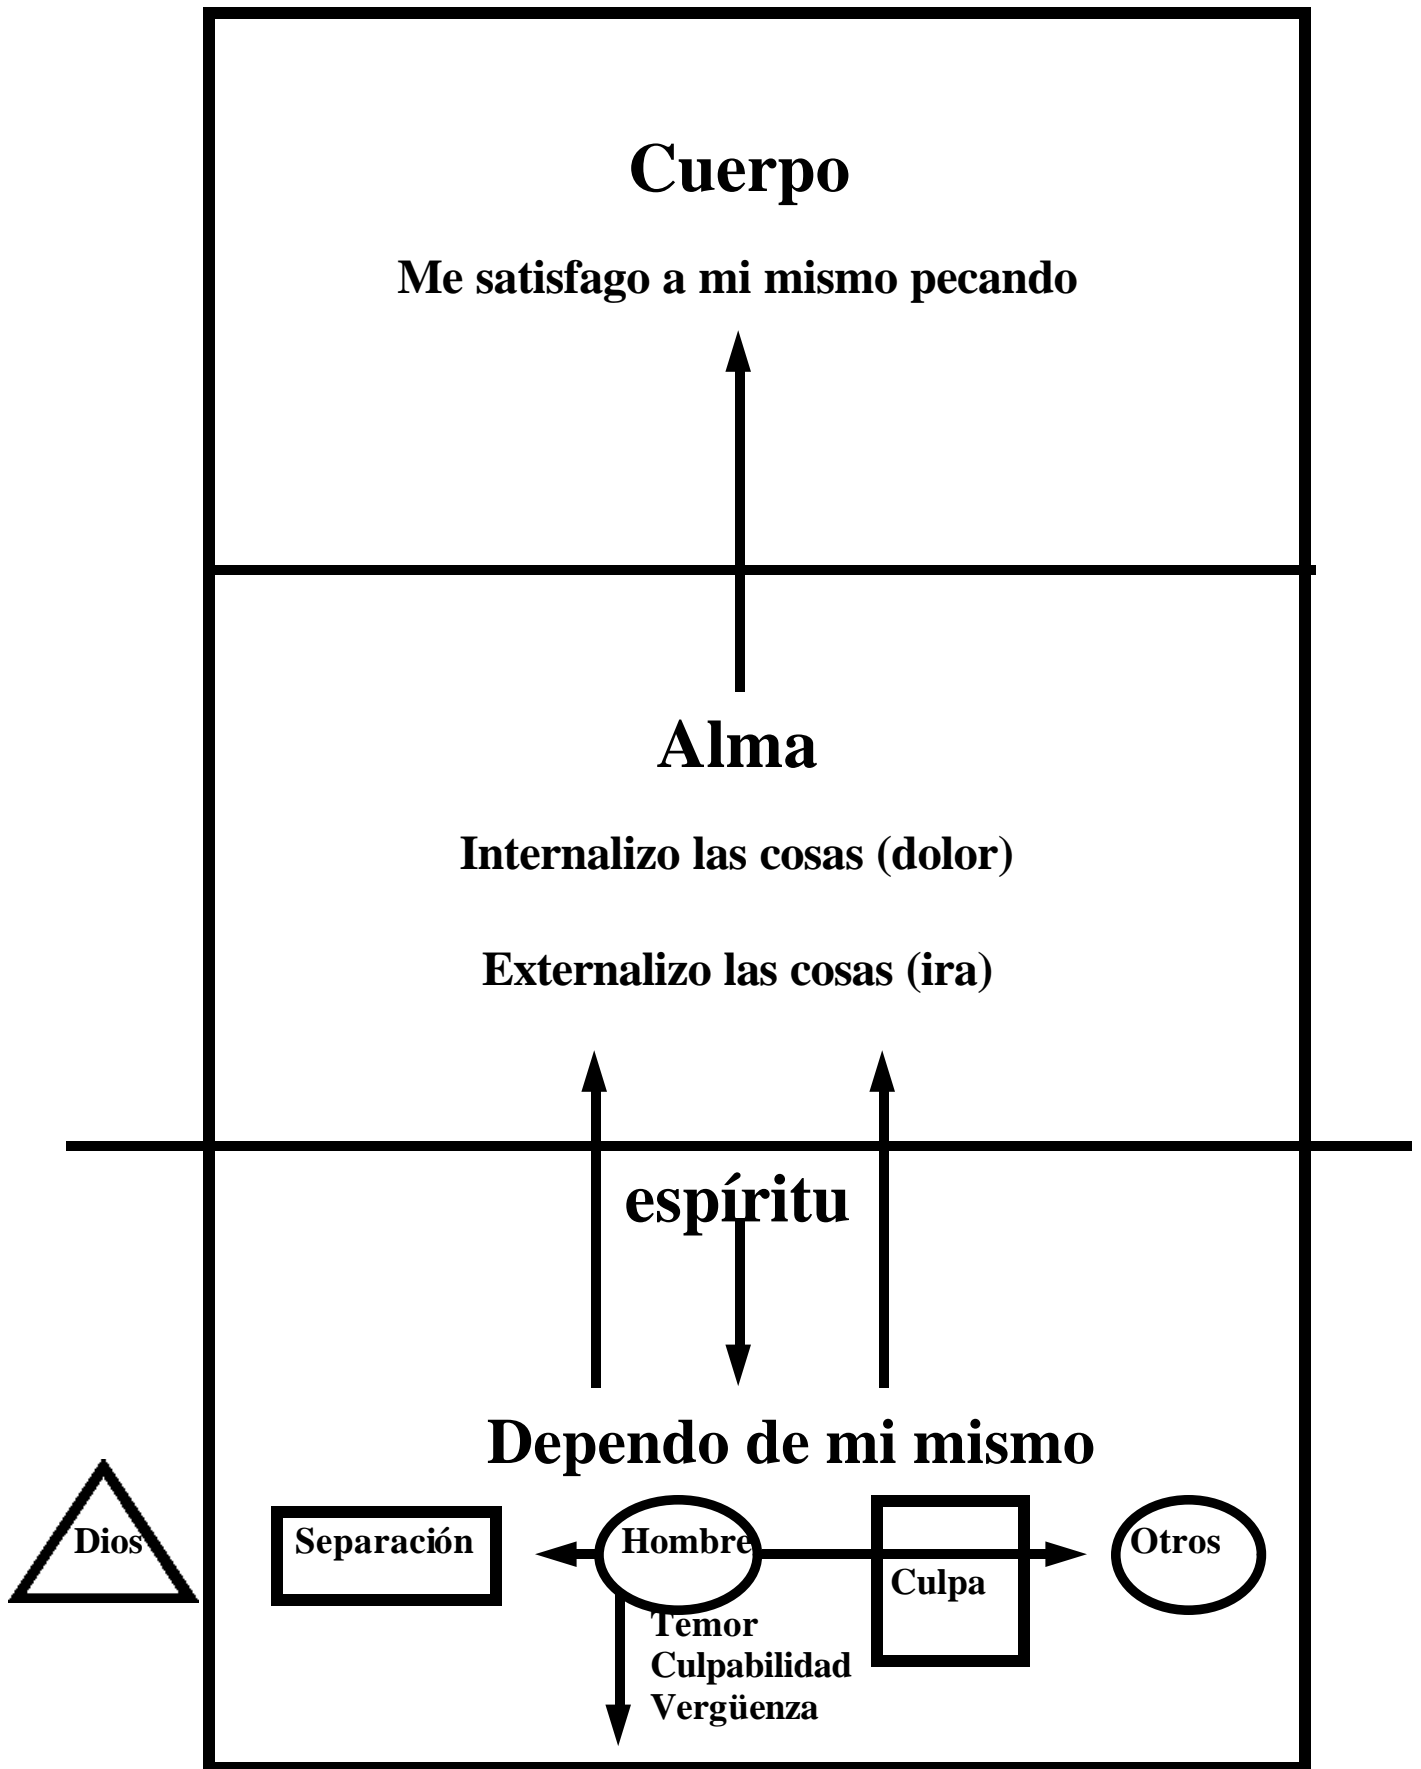 Cuerpo
Me satisfago a mi mismo pecando
Alma
Internalizo las cosas (dolor)
Externalizo las cosas (ira)
espíritu
Dependo de mi mismo
Dios
Separación
Hombre
Otros
Culpa
Temor
Culpabilidad
Vergüenza